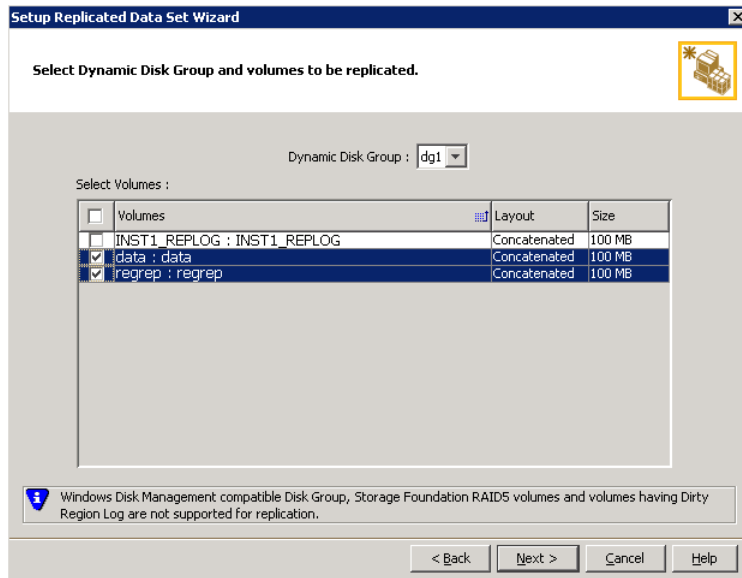 Setup Replicated Data Set Wizard
Select Dynamic Disk Group and volumes to be replicated.
Dynamic Disk Group : dg1
Select Volumes :
Volumes Layout Size
INST1_REPLOG : INST1_REPLOG Concatenated 100 MB
data : data Concatenated 100 MB
regrep : regrep Concatenated 100 MB
i Windows Disk Management compatible Disk Group, Storage Foundation RAID5 volumes and volumes having Dirty
Region Log are not supported for replication.
< Back Next > Cancel Help